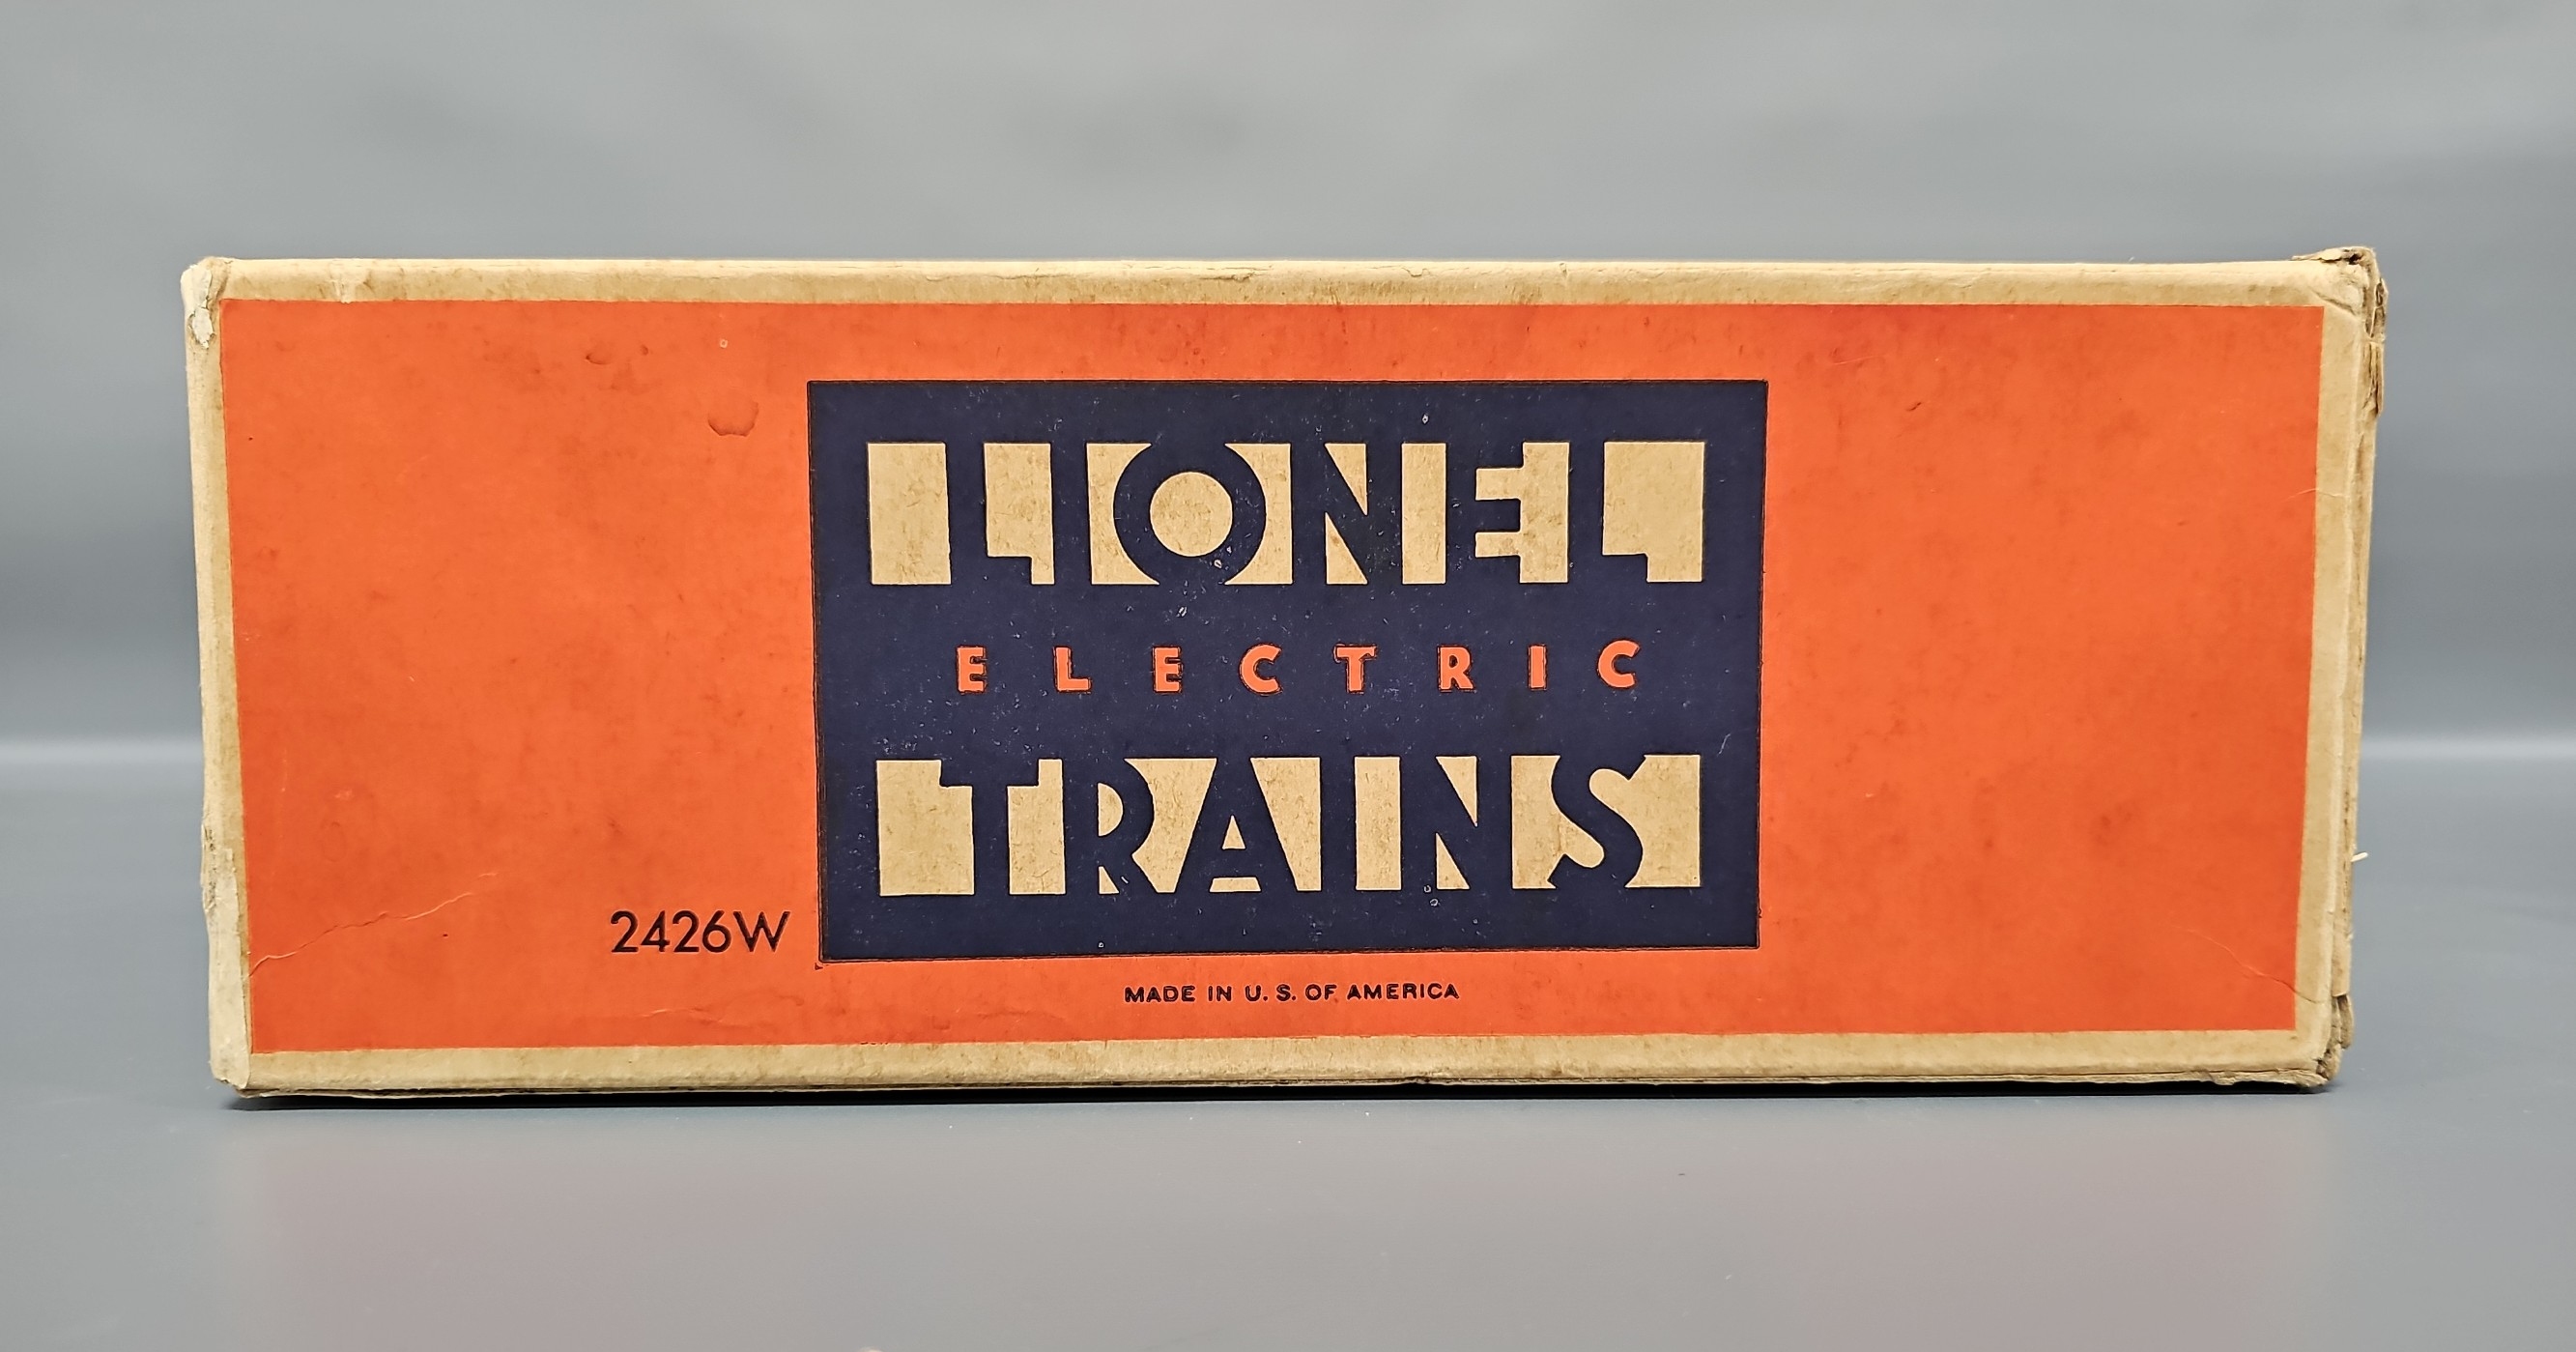 LIONEL
ELECTRIC
TRAINS
2426W
MADE IN U. S. OF AMERICA